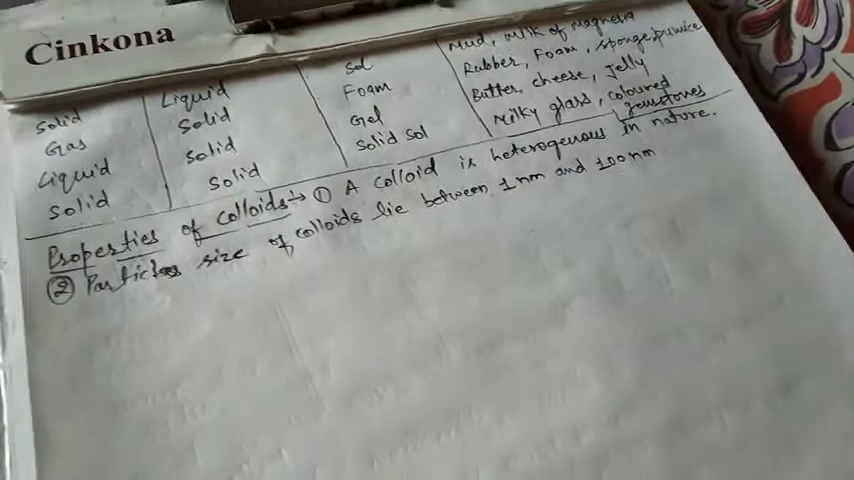 Cinkona
Solid Liquid Sol Mud, Milk of Magnesia
Gas Solid Foam Rubber, Foam, sponge, pumice
Liquid Solid Gel Butter, cheese, Jelly
Solid Solid Solid sol Milky glass, coloured gemstones
Properties of colloids → ① A colloid is heterogenous in nature.
② Particles size of colloids lie between 1nm and 100nm